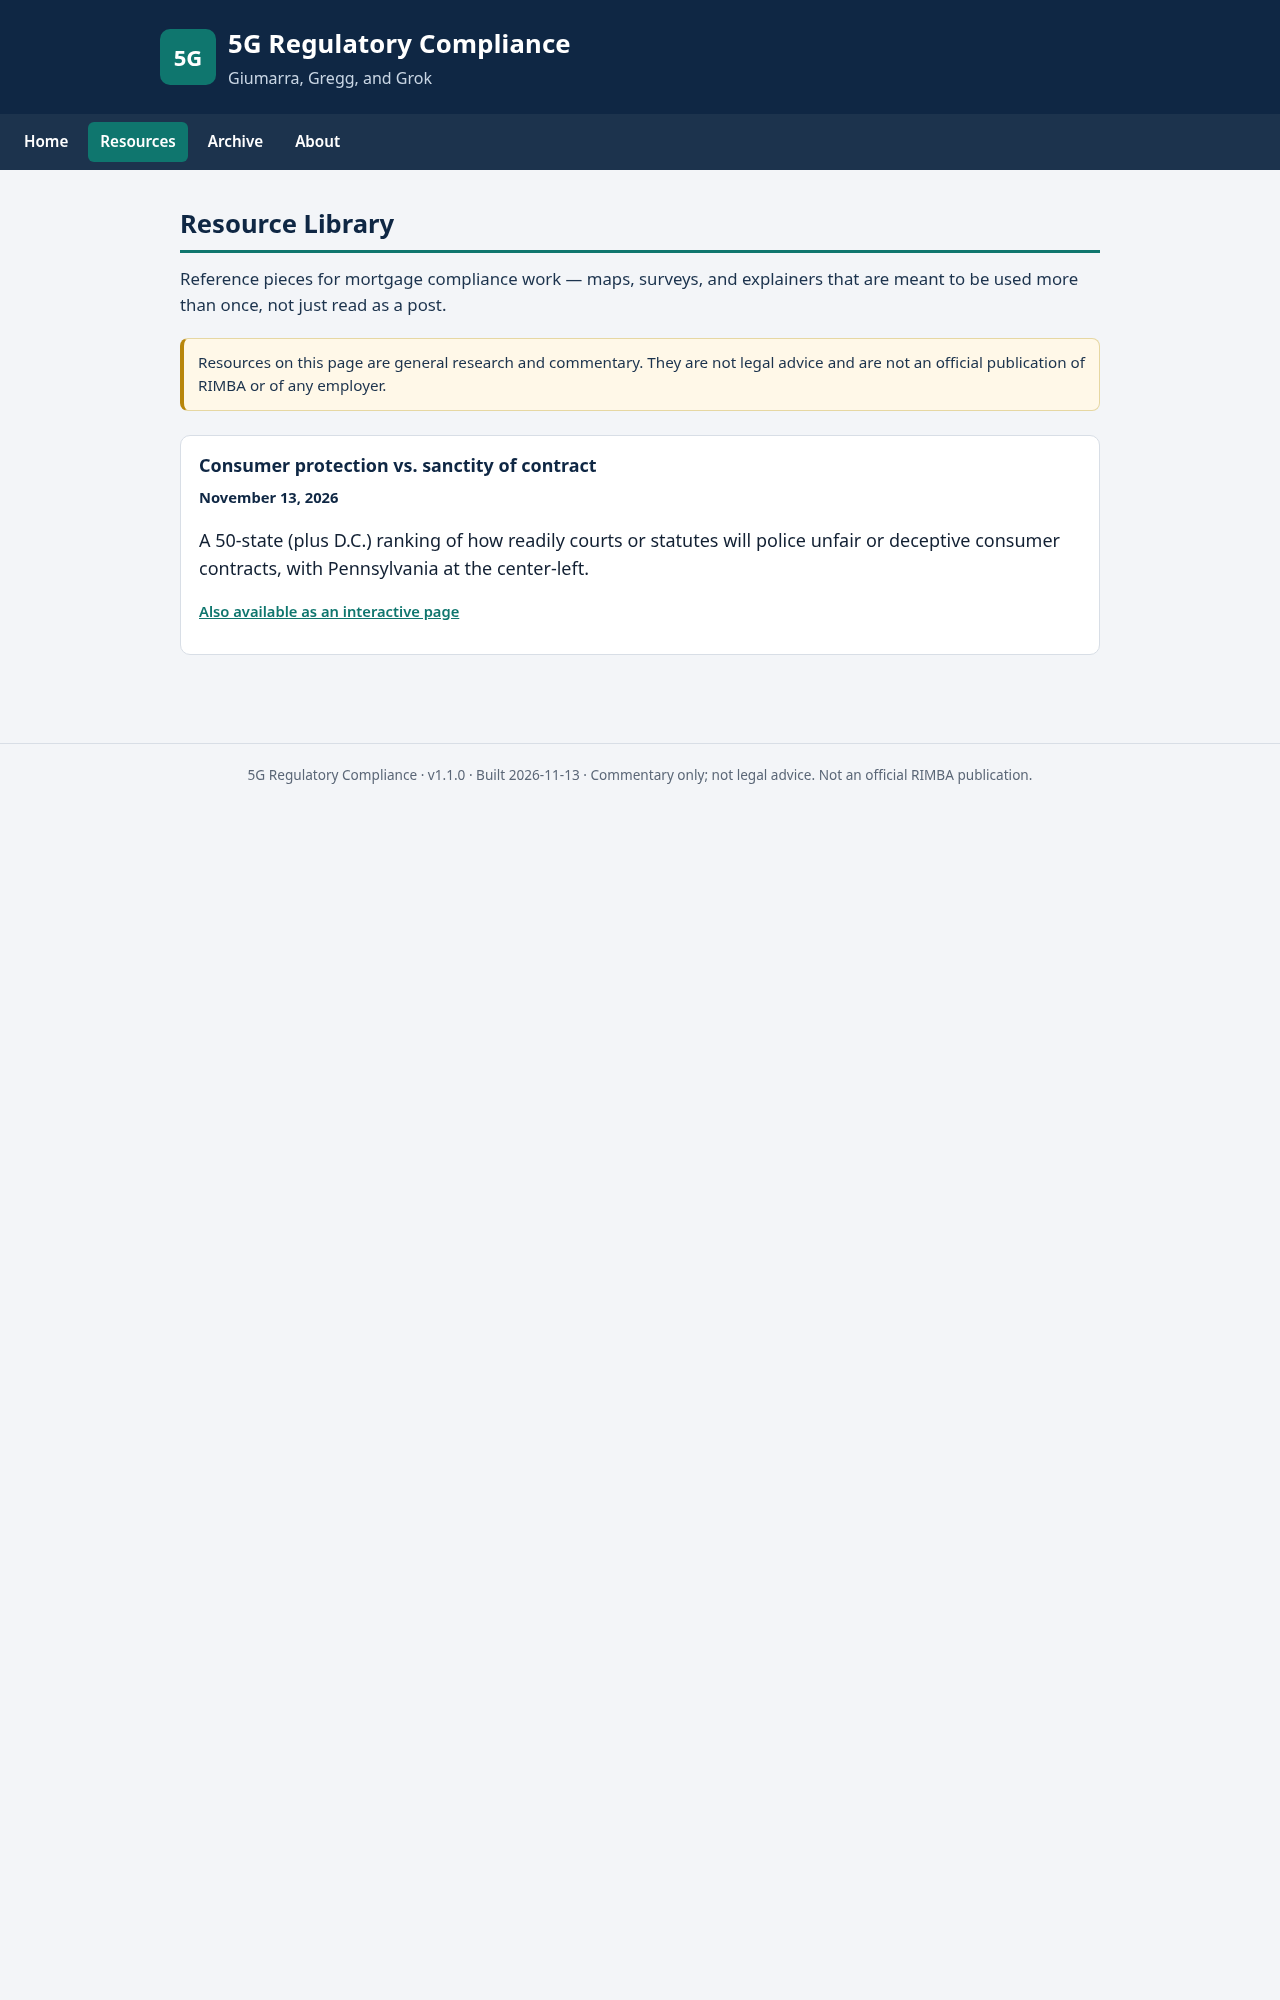 5G
5G Regulatory Compliance
Giumarra, Gregg, and Grok
Home
Resources
Archive
About
Resource Library
Reference pieces for mortgage compliance work — maps, surveys, and explainers that are meant to be used more
than once, not just read as a post.
Resources on this page are general research and commentary. They are not legal advice and are not an official publication of
RIMBA or of any employer.
Consumer protection vs. sanctity of contract
November 13, 2026
A 50-state (plus D.C.) ranking of how readily courts or statutes will police unfair or deceptive consumer
contracts, with Pennsylvania at the center-left.
Also available as an interactive page
5G Regulatory Compliance · v1.1.0 · Built 2026-11-13 · Commentary only; not legal advice. Not an official RIMBA publication.